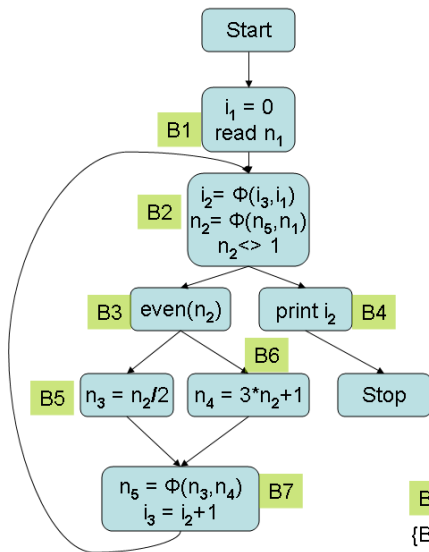 Start
i₁ = 0
read n₁
B1
i₂= Φ(i₃,i₁)
n₂= Φ(n₅,n₁)
n₂<> 1
B2
B3
even(n₂)
print i₂
B4
B6
B5
n₃ = n₂/2
n₄ = 3*n₂+1
Stop
n₅ = Φ(n₃,n₄)
i₃ = i₂+1
B7
B
{B